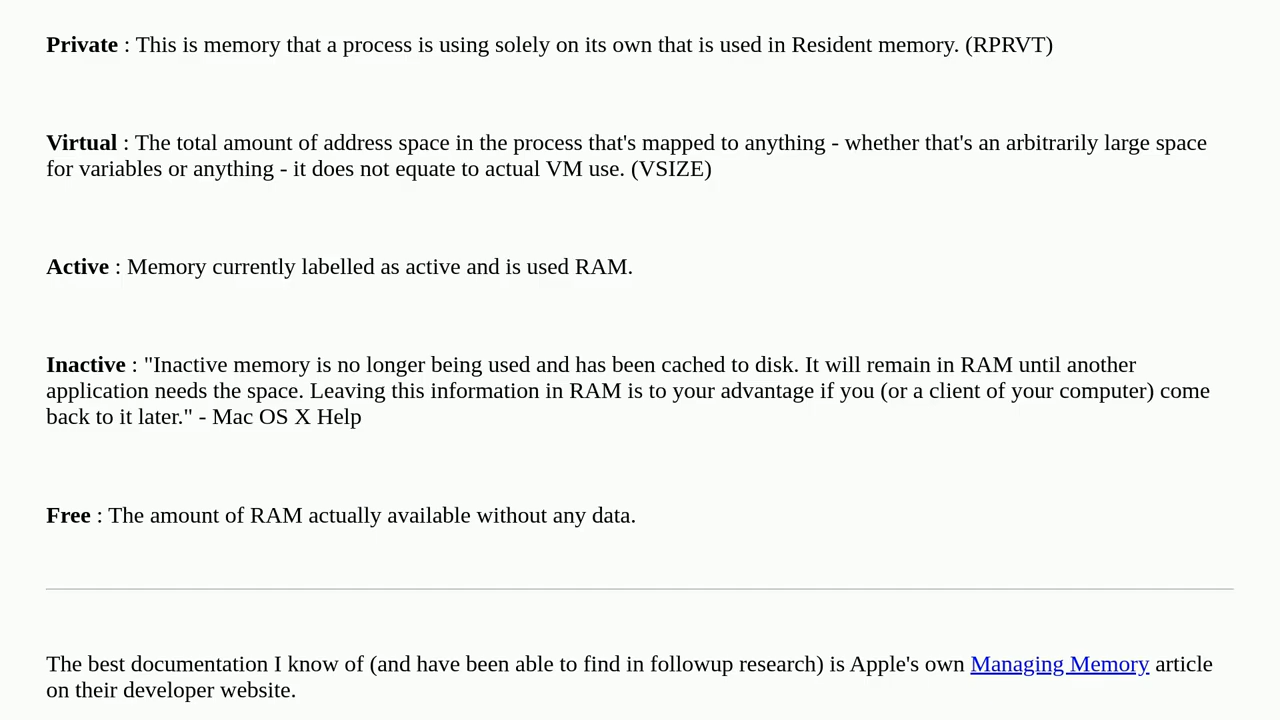 Private : This is memory that a process is using solely on its own that is used in Resident memory. (RPRVT)
Virtual : The total amount of address space in the process that's mapped to anything - whether that's an arbitrarily large space
for variables or anything - it does not equate to actual VM use. (VSIZE)
Active : Memory currently labelled as active and is used RAM.
Inactive : "Inactive memory is no longer being used and has been cached to disk. It will remain in RAM until another
application needs the space. Leaving this information in RAM is to your advantage if you (or a client of your computer) come
back to it later." - Mac OS X Help
Free : The amount of RAM actually available without any data.
The best documentation I know of (and have been able to find in followup research) is Apple's own Managing Memory article
on their developer website.